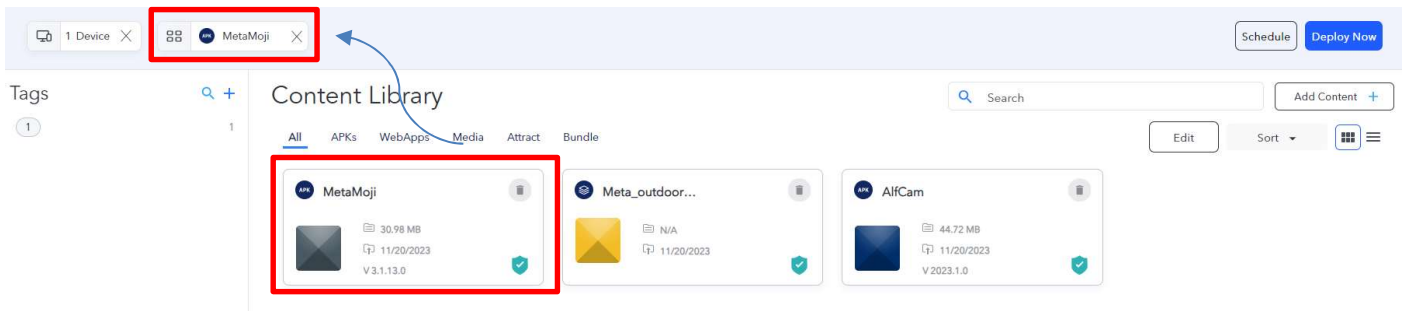 1 Device
APK MetaMoji
Schedule
Deploy Now
Tags
1
1
Content Library
Search
Add Content +
All APKs WebApps Media Attract Bundle
Edit
Sort
APK MetaMoji
30.98 MB
11/20/2023
V 3.1.13.0
Meta_outdoor...
N/A
11/20/2023
APK AlfCam
44.72 MB
11/20/2023
V 2023.1.0